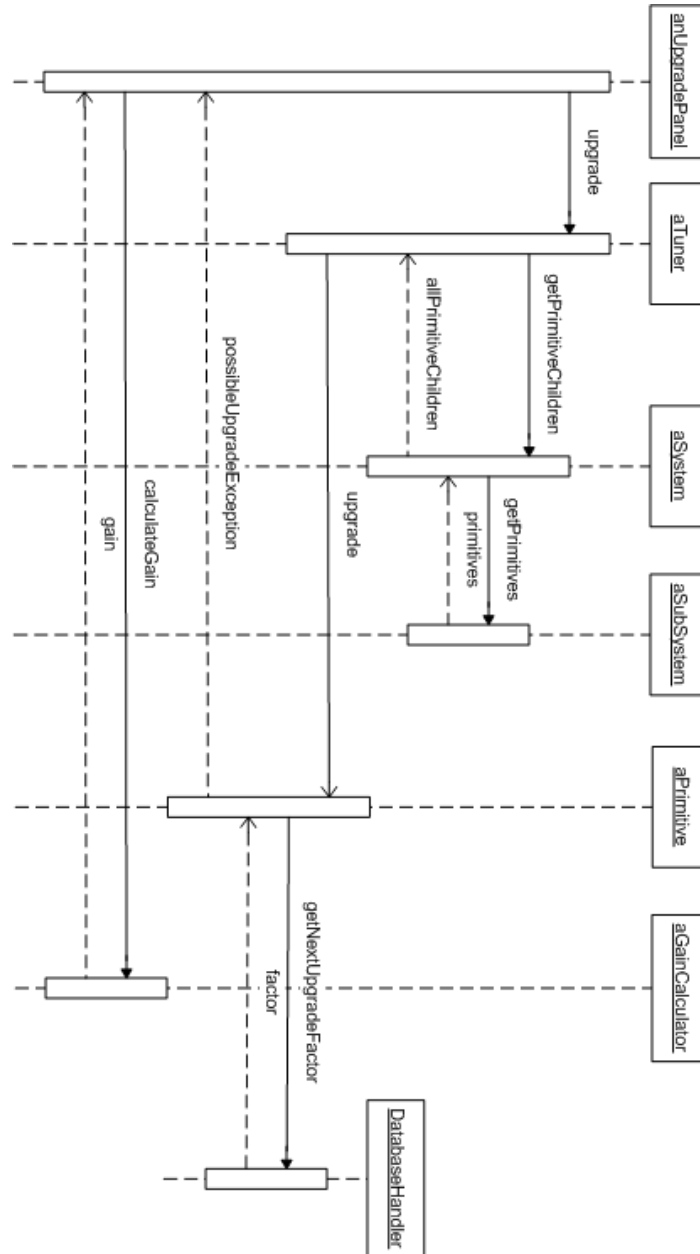 anUpgradePanel
aTuner
aSystem
aSubSystem
aPrimitive
aGainCalculator
DatabaseHandler
upgrade
getPrimitiveChildren
getPrimitives
primitives
allPrimitiveChildren
upgrade
getNextUpgradeFactor
factor
possibleUpgradeException
calculateGain
gain